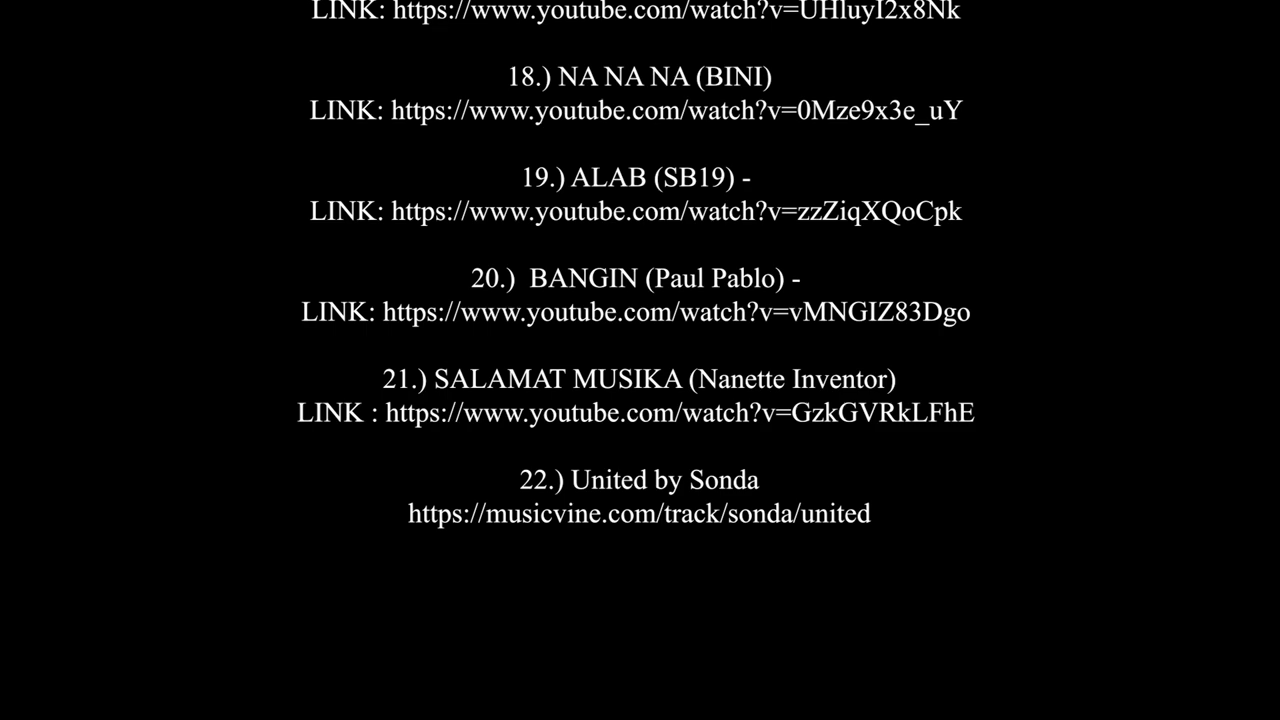 LINK: https://www.youtube.com/watch?v=UHluyI2x8Nk
18.) NA NA NA (BINI)
LINK: https://www.youtube.com/watch?v=0Mze9x3e_uY
19.) ALAB (SB19) -
LINK: https://www.youtube.com/watch?v=zzZiqXQoCpk
20.)  BANGIN (Paul Pablo) -
LINK: https://www.youtube.com/watch?v=vMNGIZ83Dgo
21.) SALAMAT MUSIKA (Nanette Inventor)
LINK : https://www.youtube.com/watch?v=GzkGVRkLFhE
22.) United by Sonda
https://musicvine.com/track/sonda/united